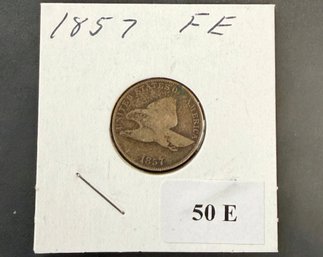 1857 FE
UNITED STATES OF AMERICA
1857
50 E